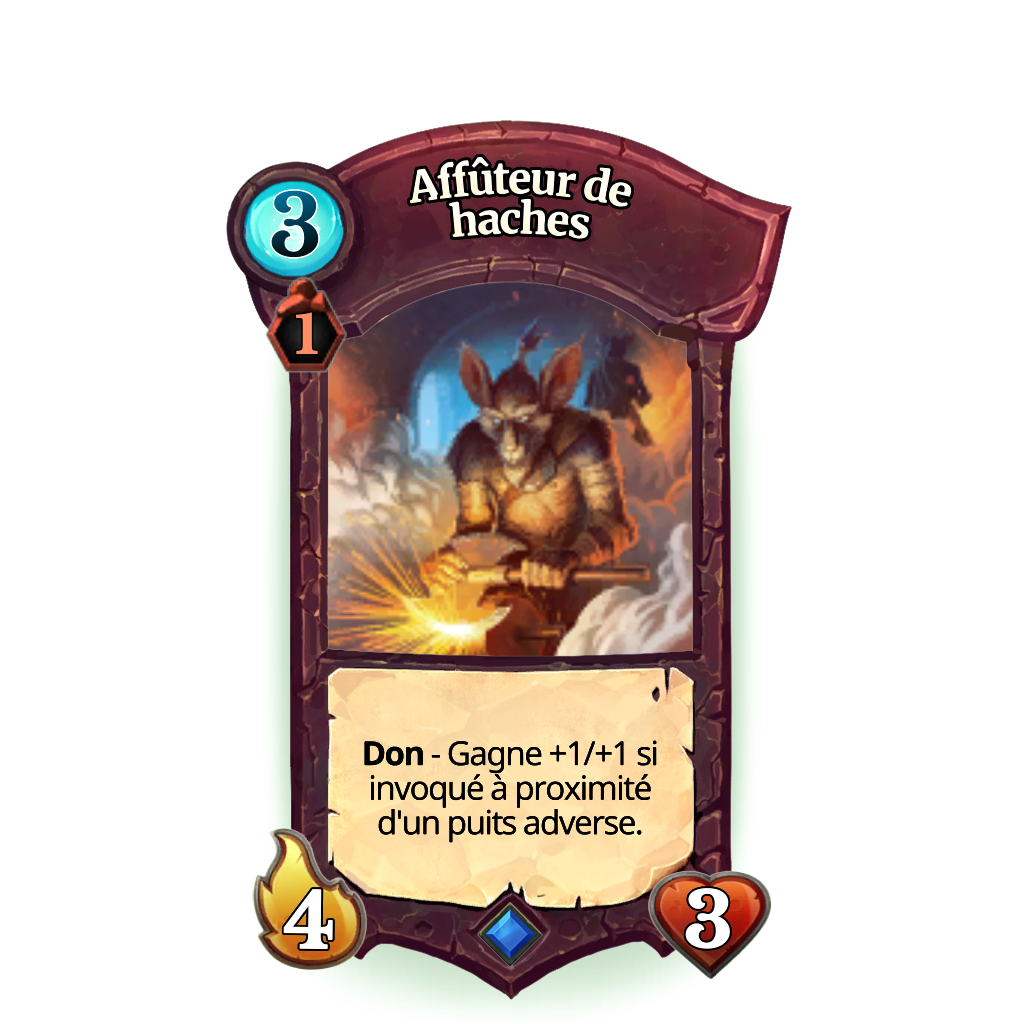 Affûteur de
haches
3
1
Don - Gagne +1/+1 si
invoqué à proximité
d'un puits adverse.
4
3